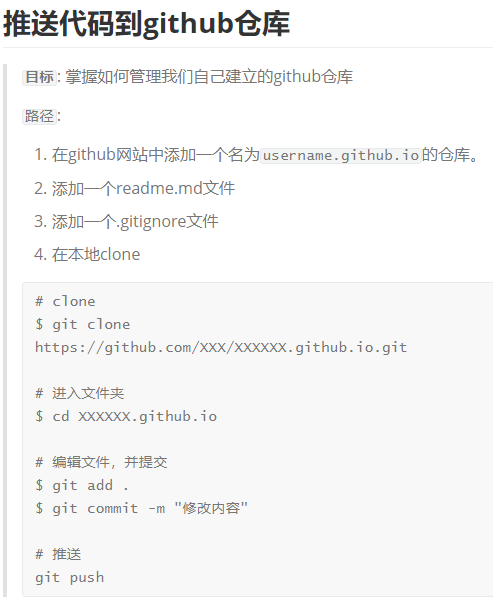 推送代码到github仓库
目标: 掌握如何管理我们自己建立的github仓库
路径:
1. 在github网站中添加一个名为username.github.io的仓库。
2. 添加一个readme.md文件
3. 添加一个.gitignore文件
4. 在本地clone
# clone
$ git clone
https://github.com/XXX/XXXXXX.github.io.git
# 进入文件夹
$ cd XXXXXX.github.io
# 编辑文件，并提交
$ git add .
$ git commit -m "修改内容"
# 推送
git push